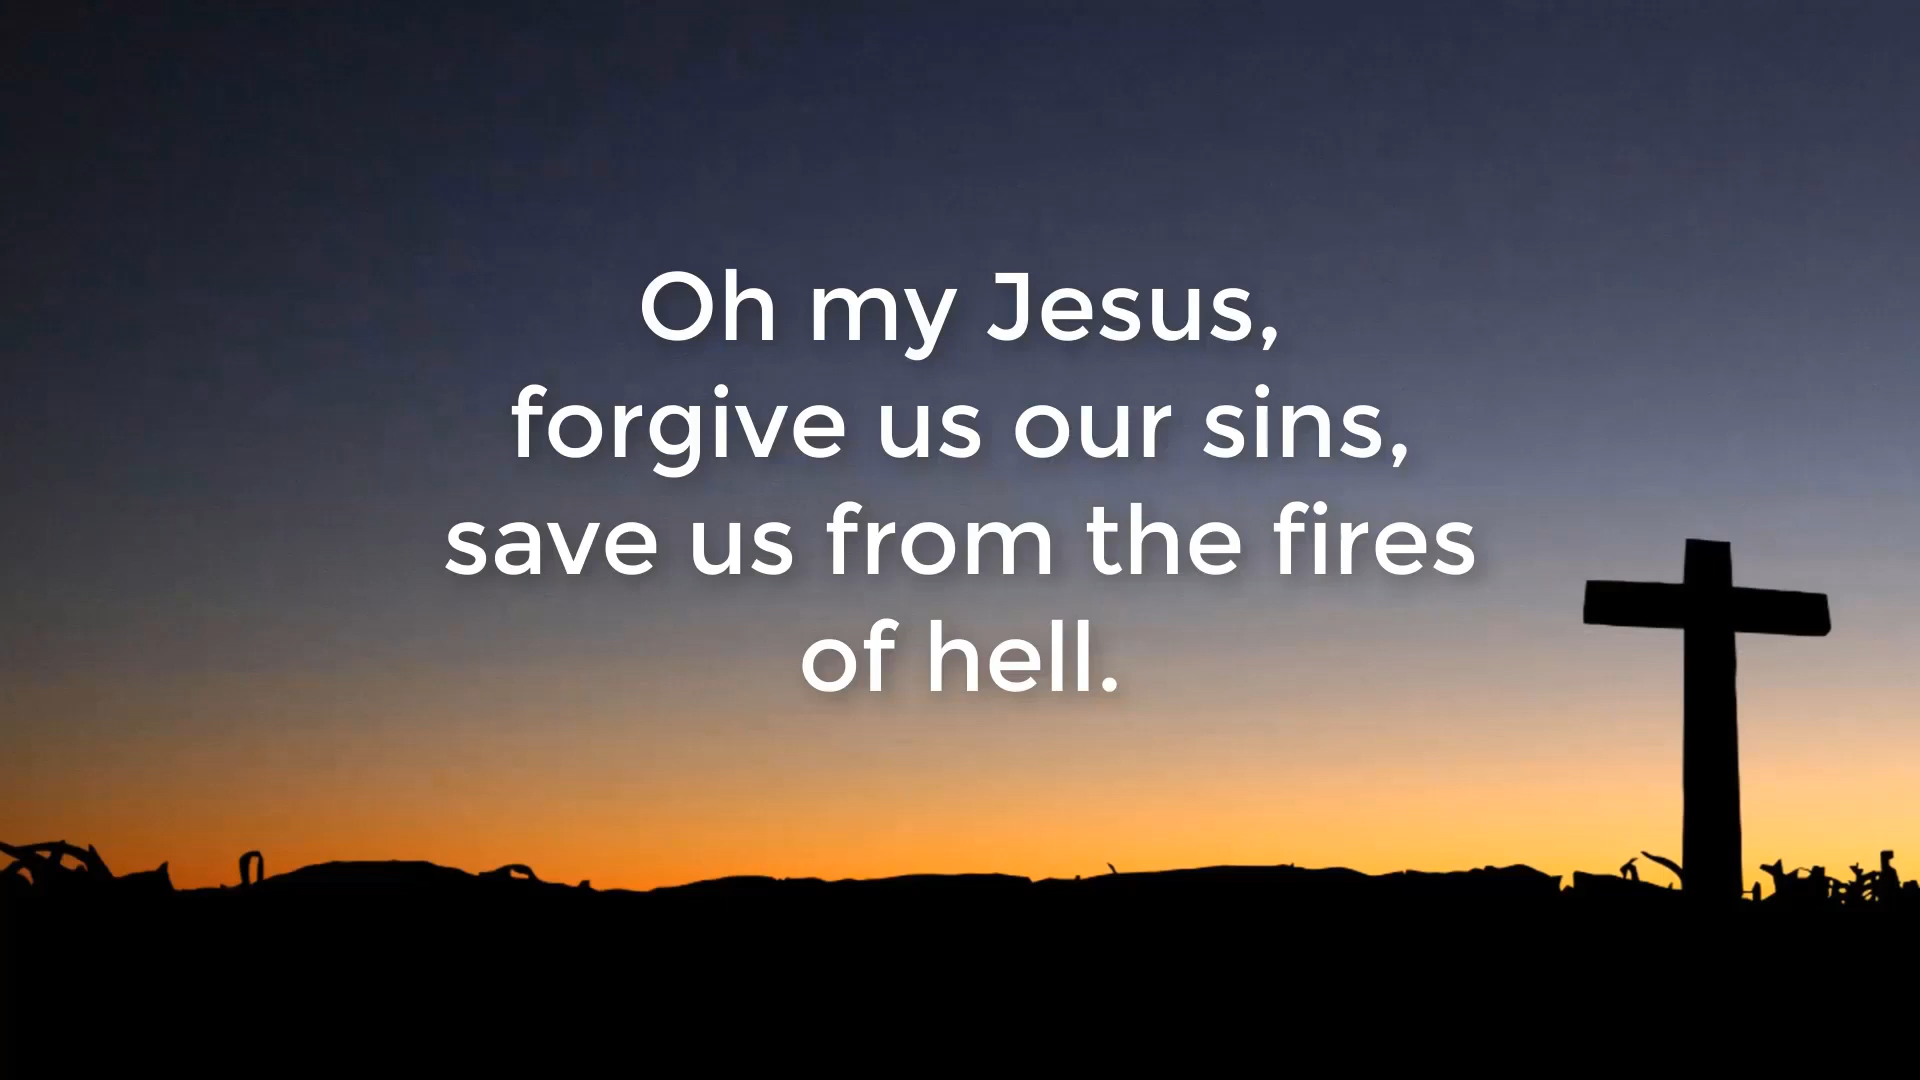 Oh my Jesus,
forgive us our sins,
save us from the fires
of hell.